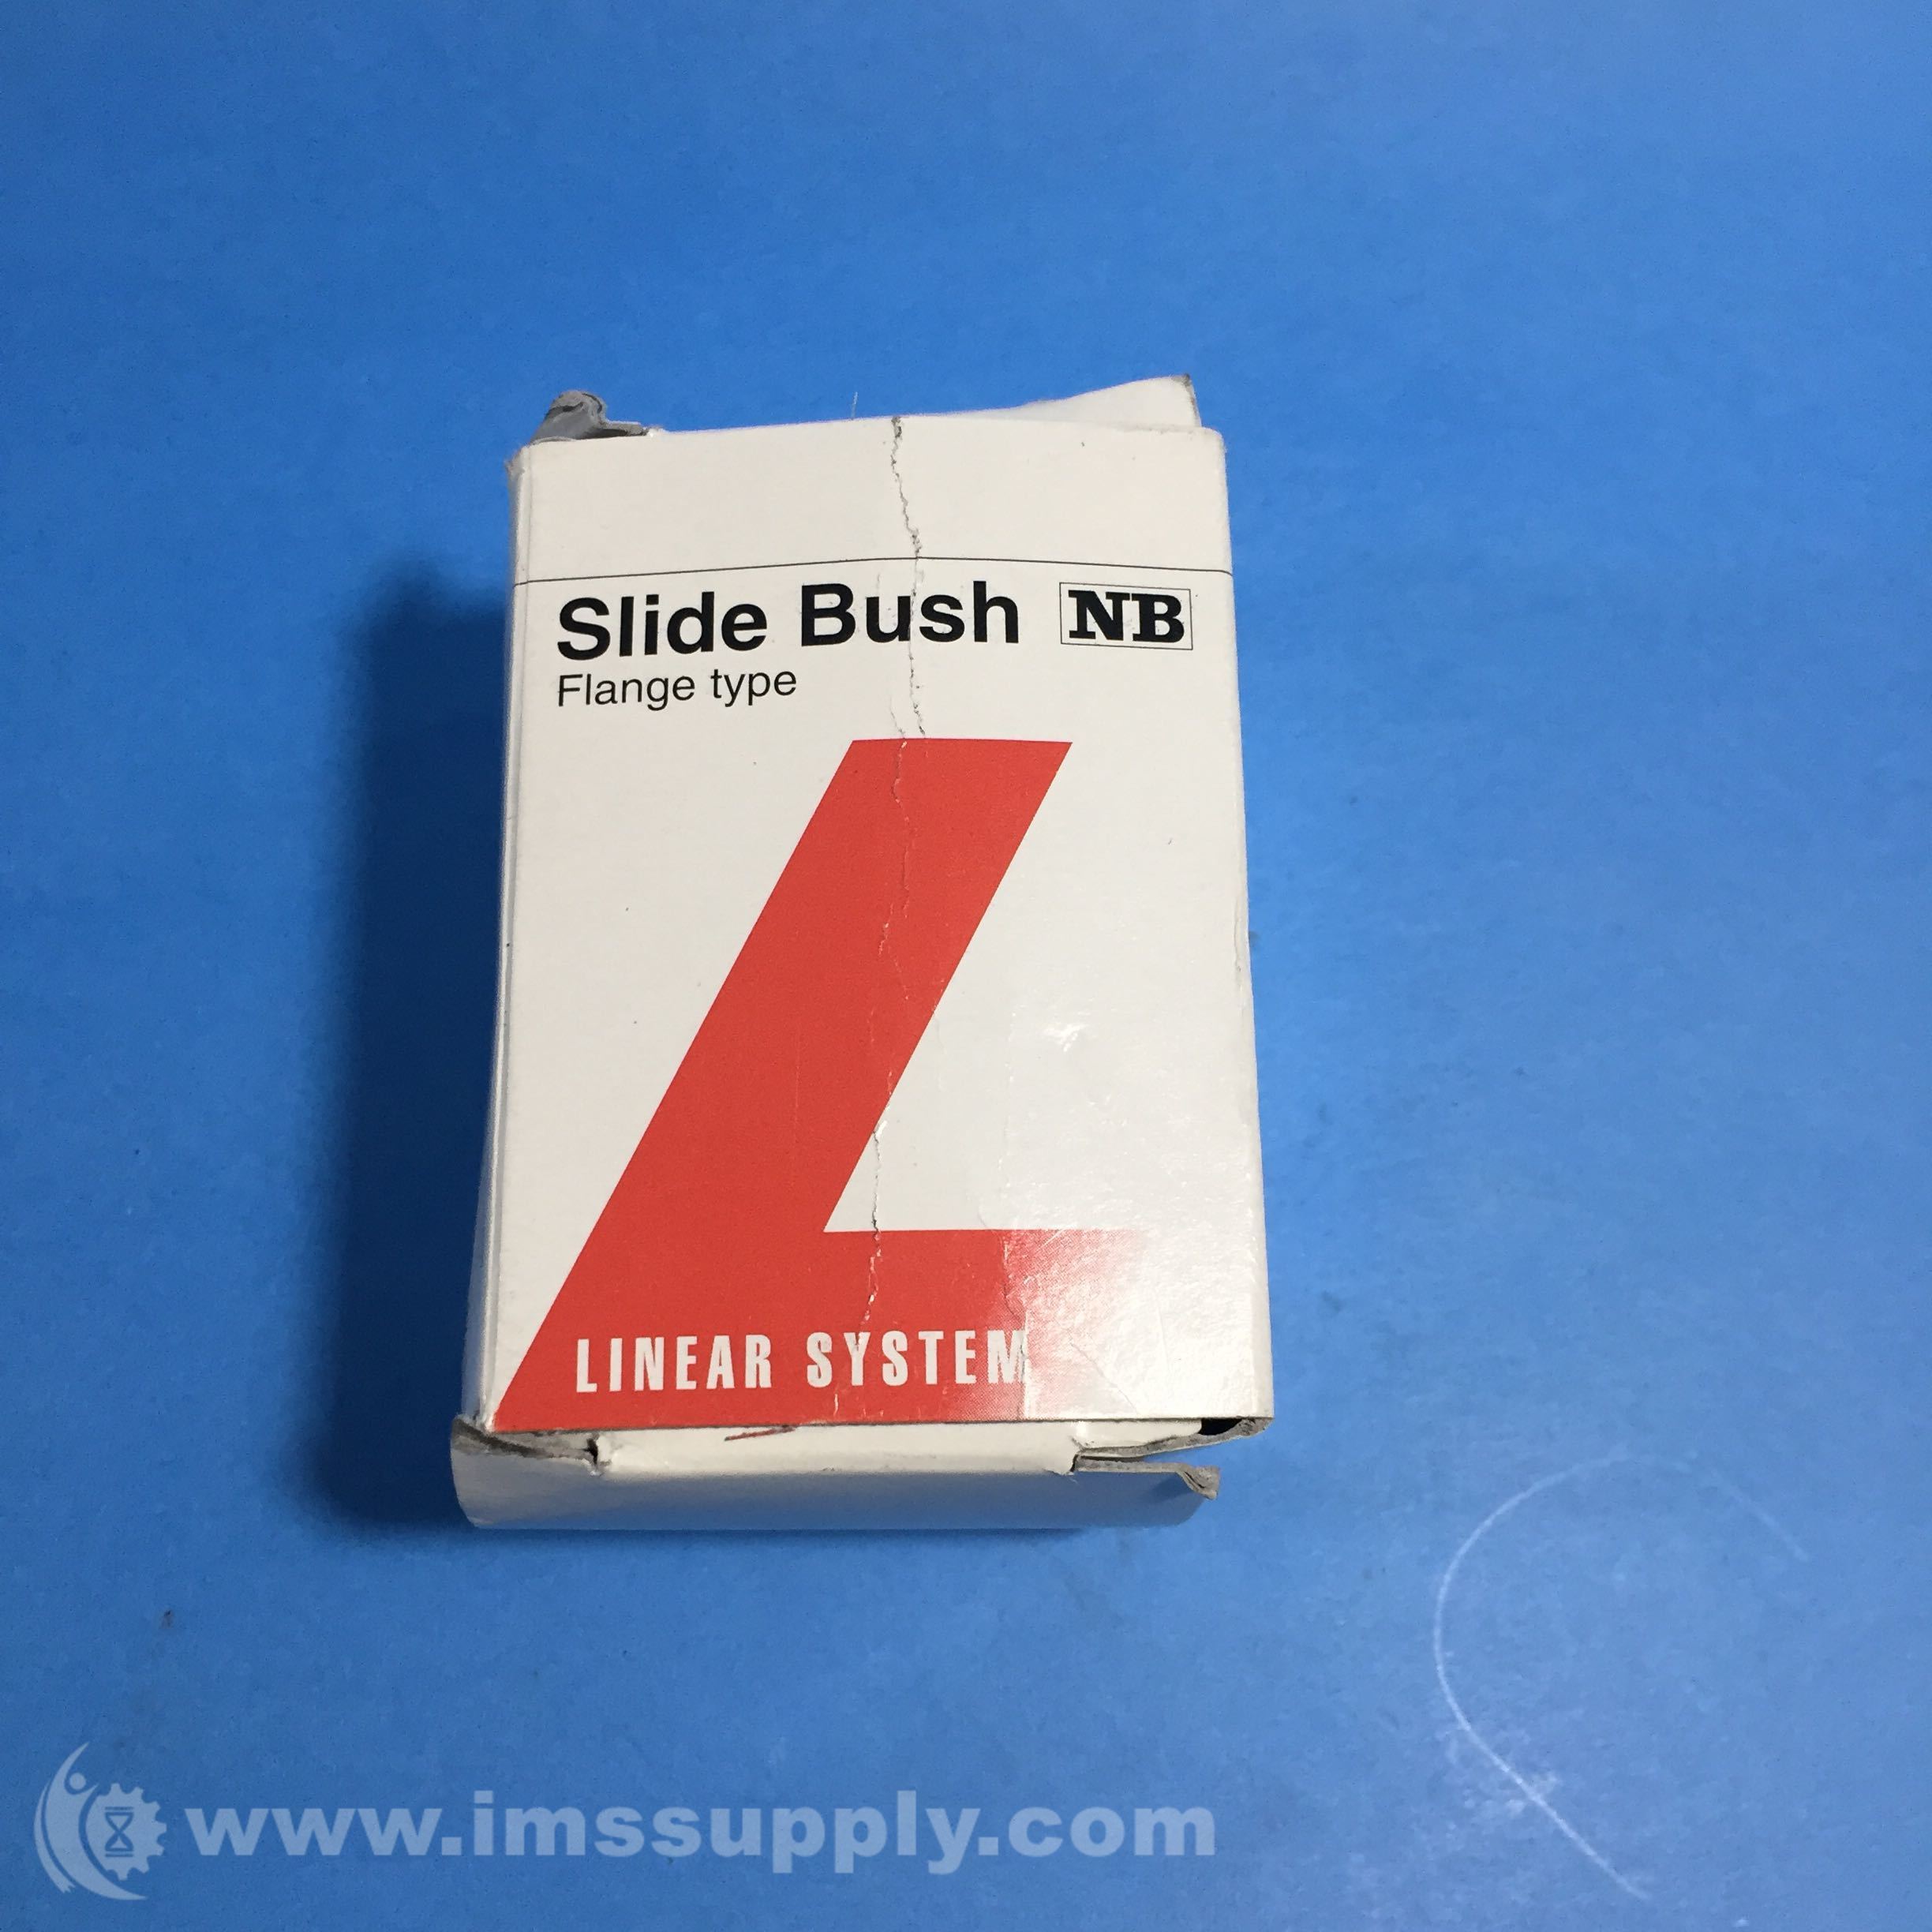 Slide Bush NB
Flange type
LINEAR SYSTEM
www.imssupply.com